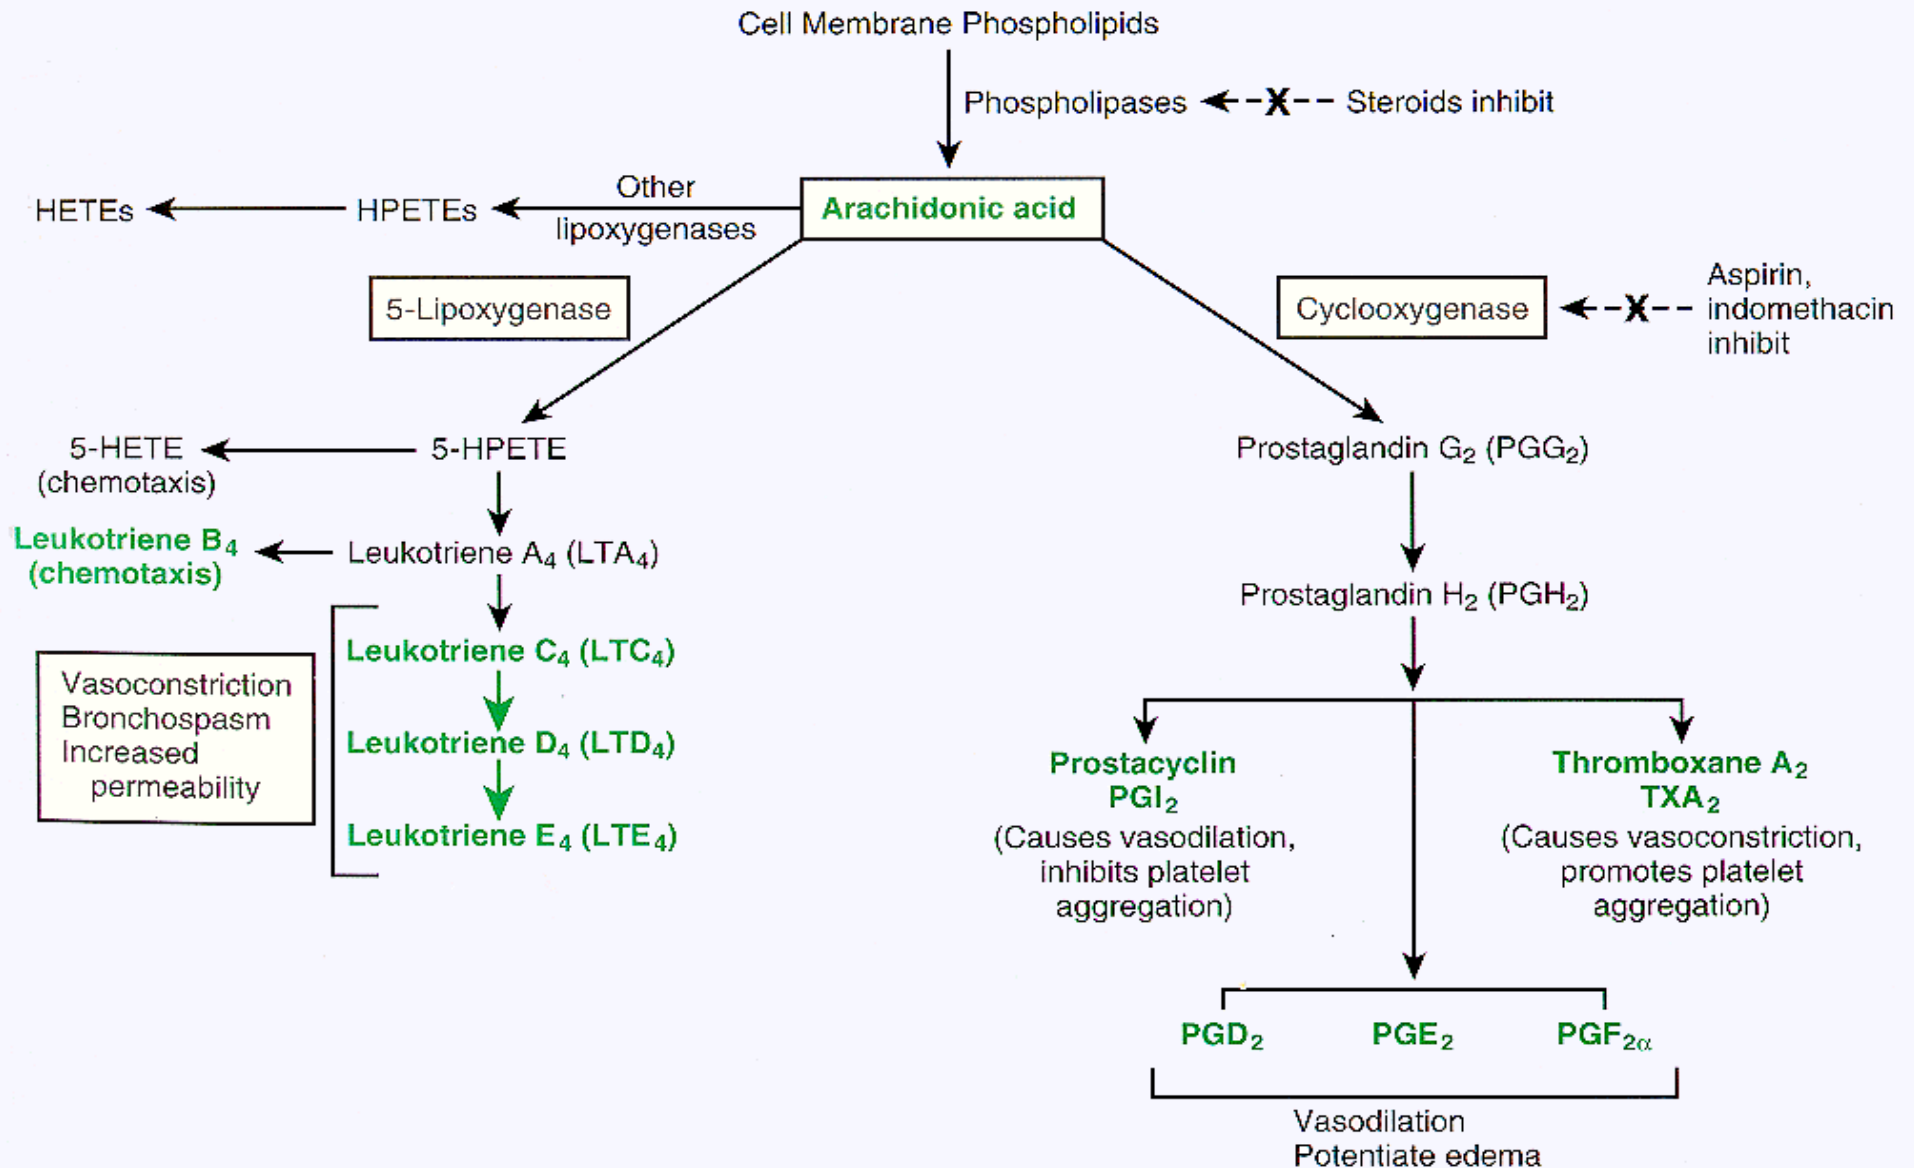 Cell Membrane Phospholipids
Phospholipases
X
Steroids inhibit
Other
lipoxygenases
HETEs
HPETEs
Arachidonic acid
5-Lipoxygenase
Cyclooxygenase
X
Aspirin,
indomethacin
inhibit
5-HETE
(chemotaxis)
5-HPETE
Leukotriene B₄
(chemotaxis)
Leukotriene A₄ (LTA₄)
Leukotriene C₄ (LTC₄)
Leukotriene D₄ (LTD₄)
Leukotriene E₄ (LTE₄)
Vasoconstriction
Bronchospasm
Increased
permeability
Prostaglandin G₂ (PGG₂)
Prostaglandin H₂ (PGH₂)
Prostacyclin
PGI₂
(Causes vasodilation,
inhibits platelet
aggregation)
Thromboxane A₂
TXA₂
(Causes vasoconstriction,
promotes platelet
aggregation)
PGD₂
PGE₂
PGF₂α
Vasodilation
Potentiate edema